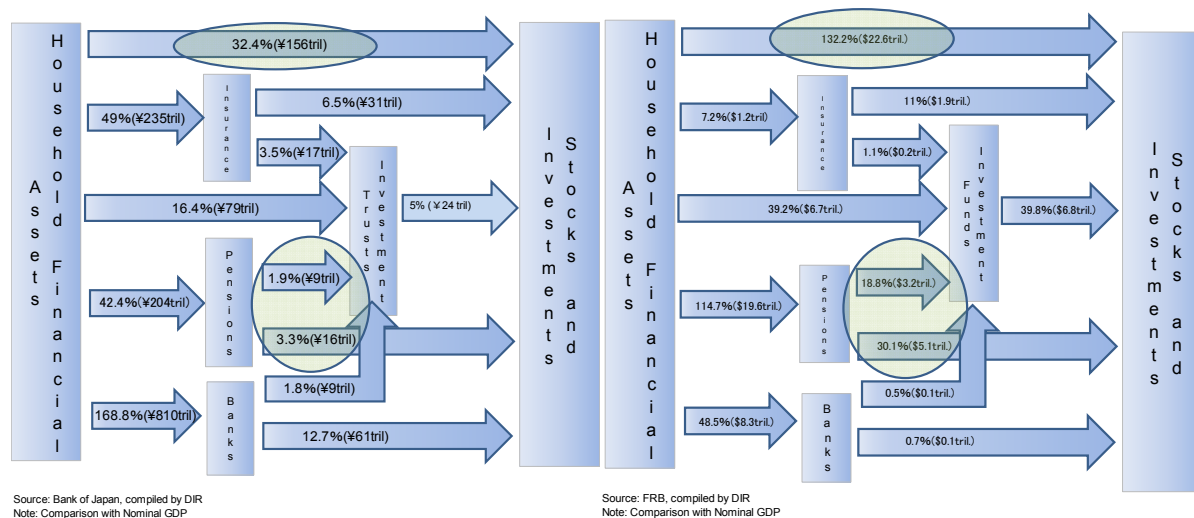 Household Financial
Assets
32.4%(¥156tril)
49%(¥235tril)
Insurance
6.5%(¥31tril)
3.5%(¥17tril)
16.4%(¥79tril)
Investment
Trusts
5% (¥24 tril)
42.4%(¥204tril)
Pensions
1.9%(¥9tril)
3.3%(¥16tril)
1.8%(¥9tril)
168.8%(¥810tril)
Banks
12.7%(¥61tril)
Stocks and
Investments
Source: Bank of Japan, compiled by DIR
Note: Comparison with Nominal GDP
Household Financial
Assets
132.2%($22.6tril.)
7.2%($1.2tril)
Insurance
11%($1.9tril.)
1.1%($0.2tril.)
39.2%($6.7tril.)
Investment
Funds
39.8%($6.8tril.)
114.7%($19.6tril.)
Pensions
18.8%($3.2tril.)
30.1%($5.1tril.)
0.5%($0.1tril.)
48.5%($8.3tril.)
Banks
0.7%($0.1tril.)
Stocks and
Investments
Source: FRB, compiled by DIR
Note: Comparison with Nominal GDP